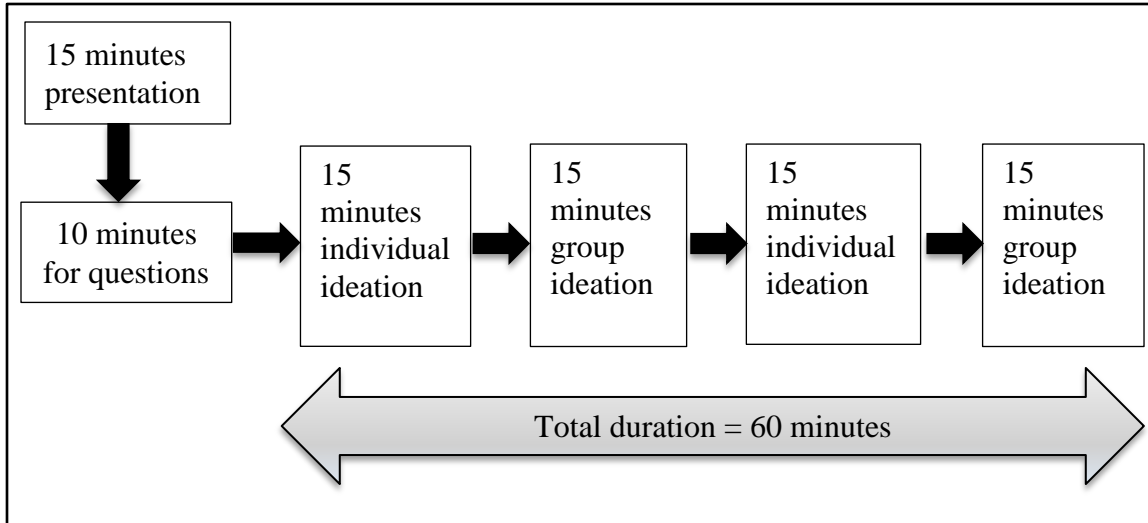 15 minutes
presentation
10 minutes
for questions
15
minutes
individual
ideation
15
minutes
group
ideation
15
minutes
individual
ideation
15
minutes
group
ideation
Total duration = 60 minutes